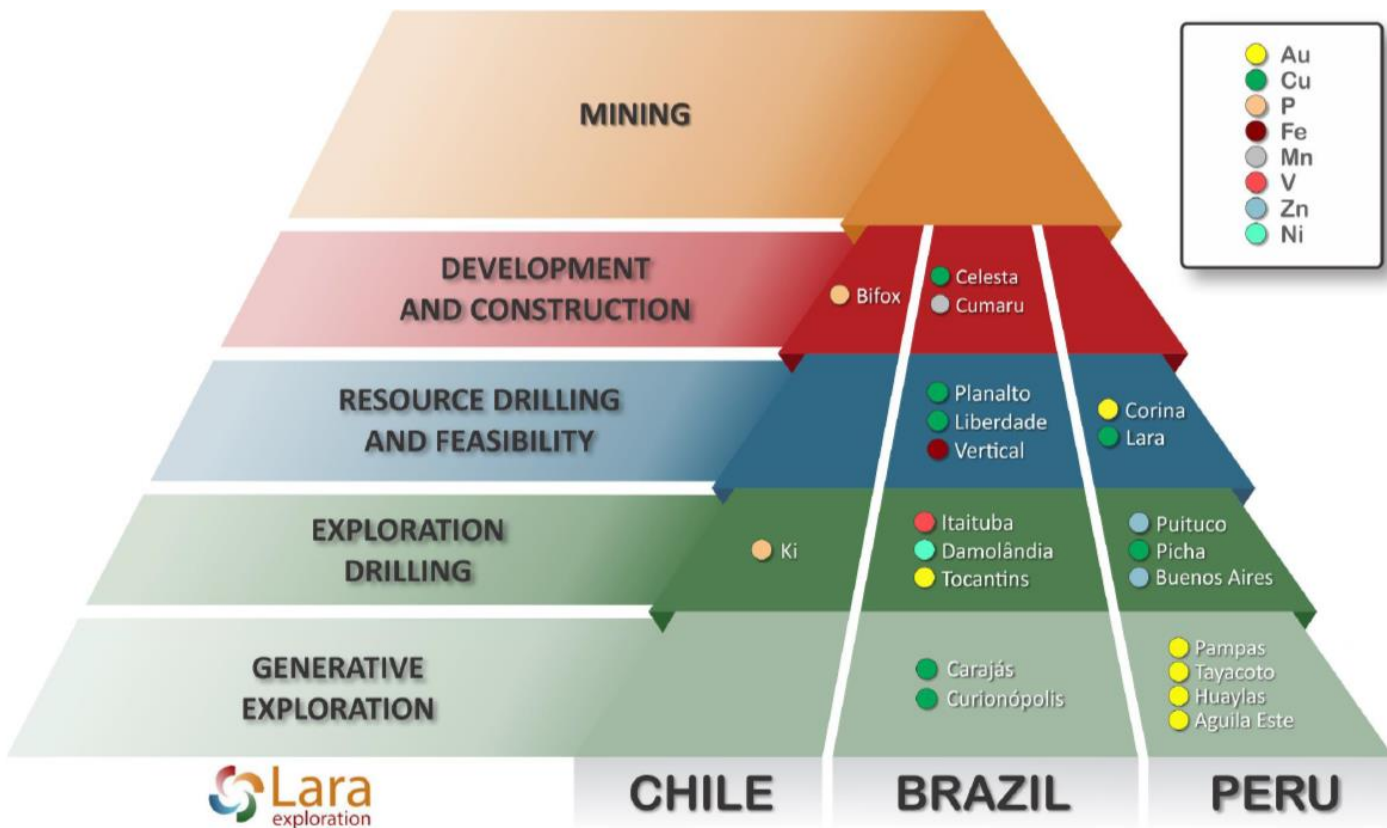 Au
Cu
P
Fe
Mn
V
Zn
Ni
MINING
DEVELOPMENT
AND CONSTRUCTION
Bifox
Celesta
Cumaru
RESOURCE DRILLING
AND FEASIBILITY
Planalto
Liberdade
Vertical
Corina
Lara
EXPLORATION
DRILLING
Ki
Itaituba
Damolândia
Tocantins
Puituco
Picha
Buenos Aires
GENERATIVE
EXPLORATION
Carajás
Curionópolis
Pampas
Tayacoto
Huaylas
Aguila Este
Lara
exploration
CHILE
BRAZIL
PERU